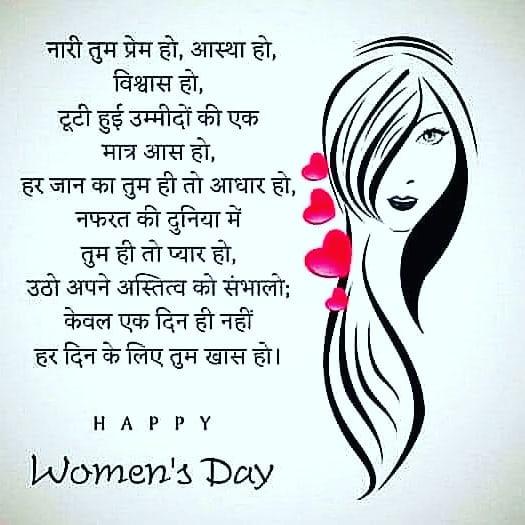 नारी तुम प्रेम हो, आस्था हो,
विश्वास हो,
टूटी हुई उम्मीदों की एक
मात्र आस हो,
हर जान का तुम ही तो आधार हो,
नफरत की दुनिया में
तुम ही तो प्यार हो,
उठो अपने अस्तित्व को संभालो;
केवल एक दिन ही नहीं
हर दिन के लिए तुम खास हो।
HAPPY
Women's Day